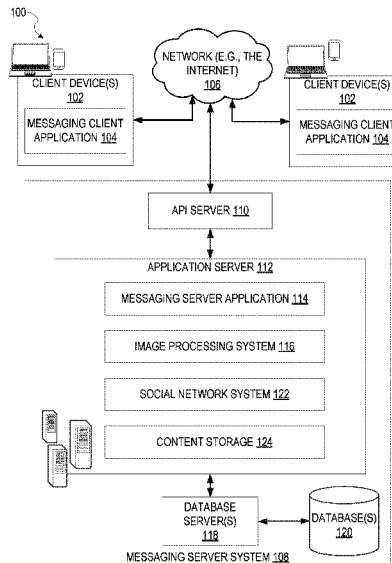 100
NETWORK (E.G., THE
INTERNET)
106
CLIENT DEVICE(S)
102
MESSAGING CLIENT
APPLICATION 104
CLIENT DEVICE(S)
102
MESSAGING CLIENT
APPLICATION 104
API SERVER 110
APPLICATION SERVER 112
MESSAGING SERVER APPLICATION 114
IMAGE PROCESSING SYSTEM 116
SOCIAL NETWORK SYSTEM 122
CONTENT STORAGE 124
DATABASE
SERVER(S)
118
DATABASE(S)
120
MESSAGING SERVER SYSTEM 108